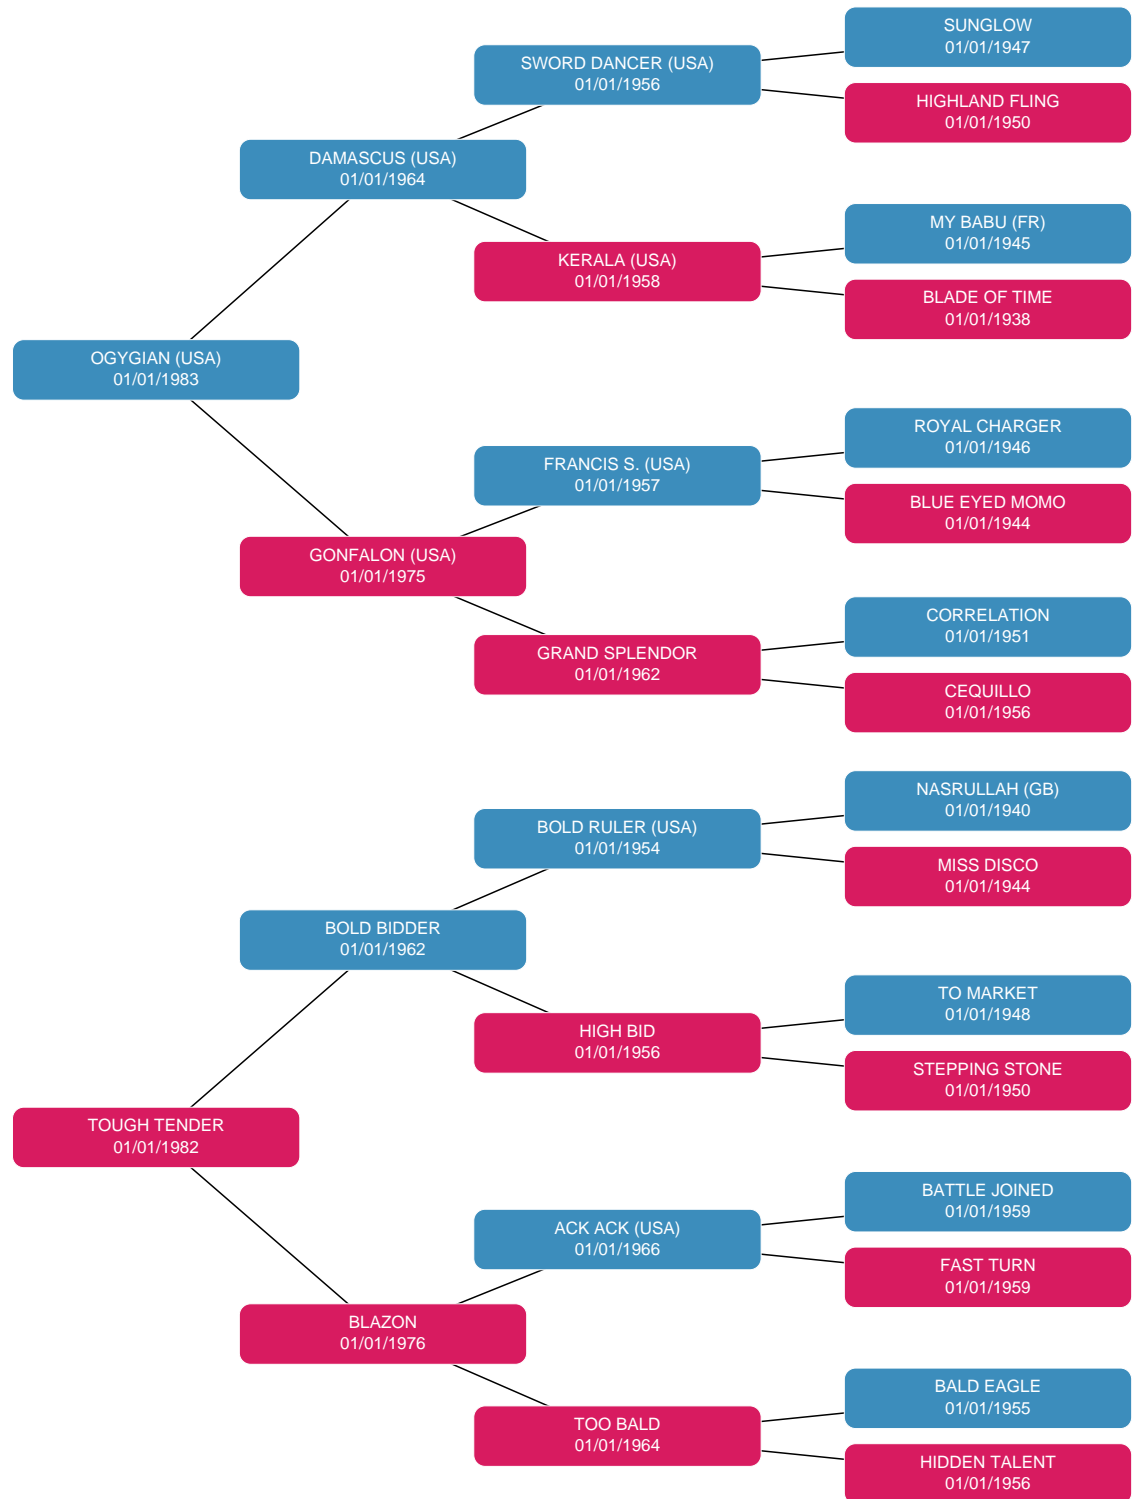 SUNGLOW
01/01/1947
SWORD DANCER (USA)
01/01/1956
HIGHLAND FLING
01/01/1950
DAMASCUS (USA)
01/01/1964
MY BABU (FR)
01/01/1945
KERALA (USA)
01/01/1958
BLADE OF TIME
01/01/1938
OGYGIAN (USA)
01/01/1983
ROYAL CHARGER
01/01/1946
FRANCIS S. (USA)
01/01/1957
BLUE EYED MOMO
01/01/1944
GONFALON (USA)
01/01/1975
CORRELATION
01/01/1951
GRAND SPLENDOR
01/01/1962
CEQUILLO
01/01/1956
NASRULLAH (GB)
01/01/1940
BOLD RULER (USA)
01/01/1954
MISS DISCO
01/01/1944
BOLD BIDDER
01/01/1962
TO MARKET
01/01/1948
HIGH BID
01/01/1956
STEPPING STONE
01/01/1950
TOUGH TENDER
01/01/1982
BATTLE JOINED
01/01/1959
ACK ACK (USA)
01/01/1966
FAST TURN
01/01/1959
BLAZON
01/01/1976
BALD EAGLE
01/01/1955
TOO BALD
01/01/1964
HIDDEN TALENT
01/01/1956